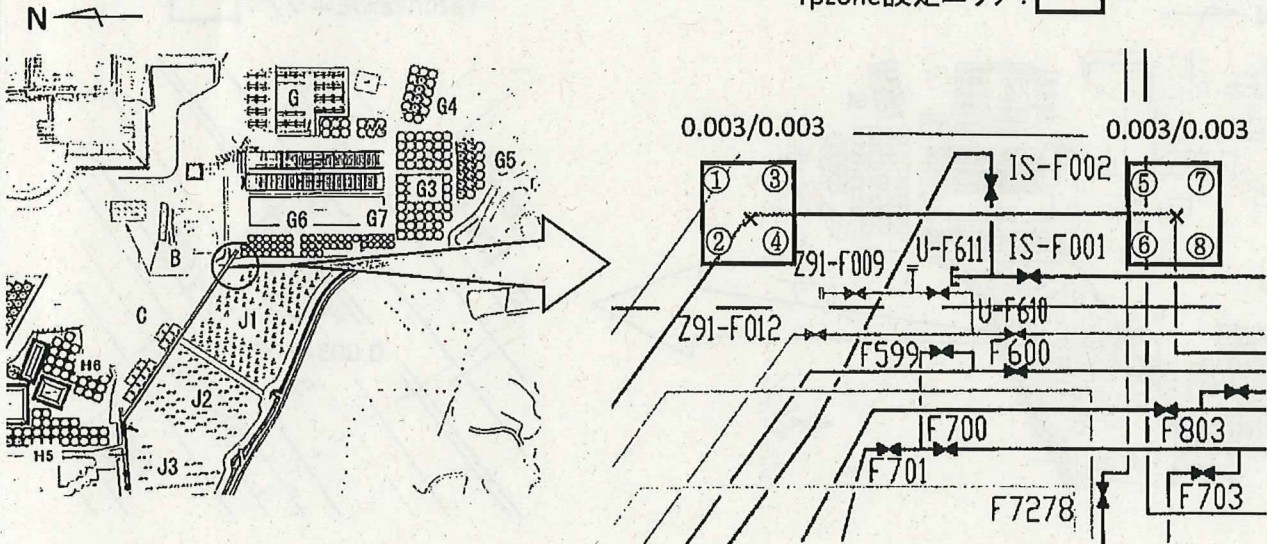 Ypzone設定エリア:
N
G
G4
G5
G3
G6
G7
B
C
J1
H6
J2
H5
J3
0.003/0.003
0.003/0.003
① ③
② ④
⑤ ⑦
⑥ ⑧
IS-F002
IS-F001
Z91-F009
U-F611
U-F610
Z91-F012
F599
F600
F700
F803
F701
F703
F7278